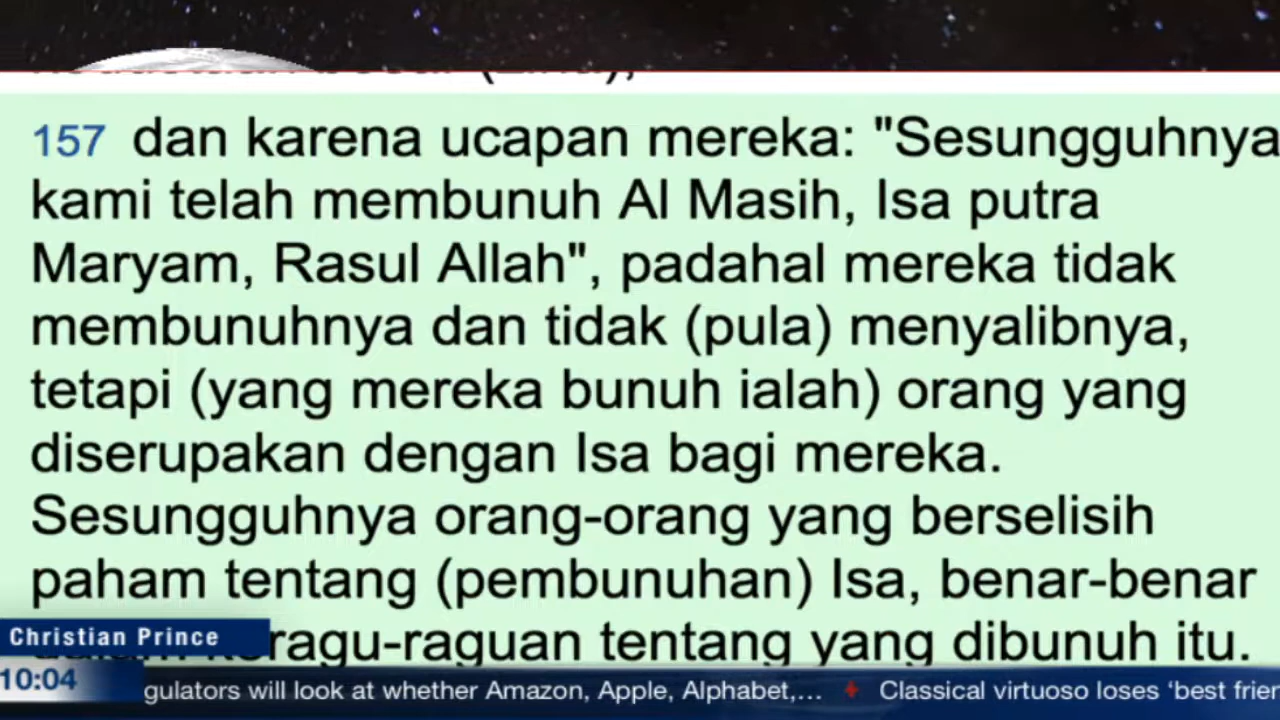 157 dan karena ucapan mereka: "Sesungguhnya
kami telah membunuh Al Masih, Isa putra
Maryam, Rasul Allah", padahal mereka tidak
membunuhnya dan tidak (pula) menyalibnya,
tetapi (yang mereka bunuh ialah) orang yang
diserupakan dengan Isa bagi mereka.
Sesungguhnya orang-orang yang berselisih
paham tentang (pembunuhan) Isa, benar-benar
tentang yang dibunuh itu.
Christian Prince
10:04
gulators will look at whether Amazon, Apple, Alphabet,... Classical virtuoso loses ‘best frien